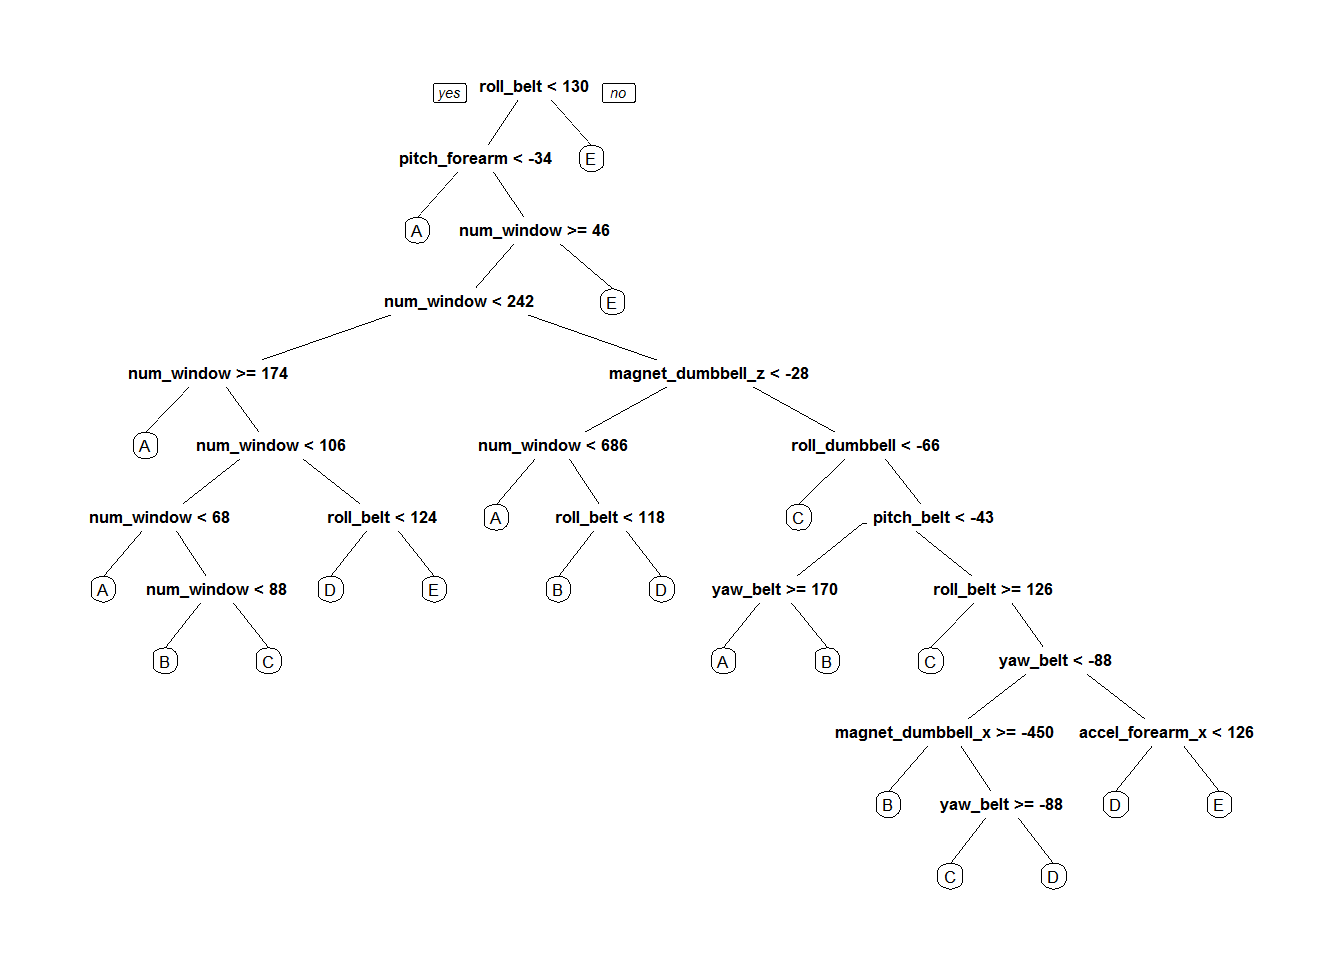 yes roll_belt < 130 no
pitch_forearm < -34 E
A num_window >= 46
num_window < 242 E
num_window >= 174 magnet_dumbbell_z < -28
A num_window < 106 num_window < 686 roll_dumbbell < -66
num_window < 68 roll_belt < 124 A roll_belt < 118 C pitch_belt < -43
A num_window < 88 D E B D yaw_belt >= 170 roll_belt >= 126
B C A B C yaw_belt < -88
magnet_dumbbell_x >= -450 accel_forearm_x < 126
B yaw_belt >= -88 D E
C D